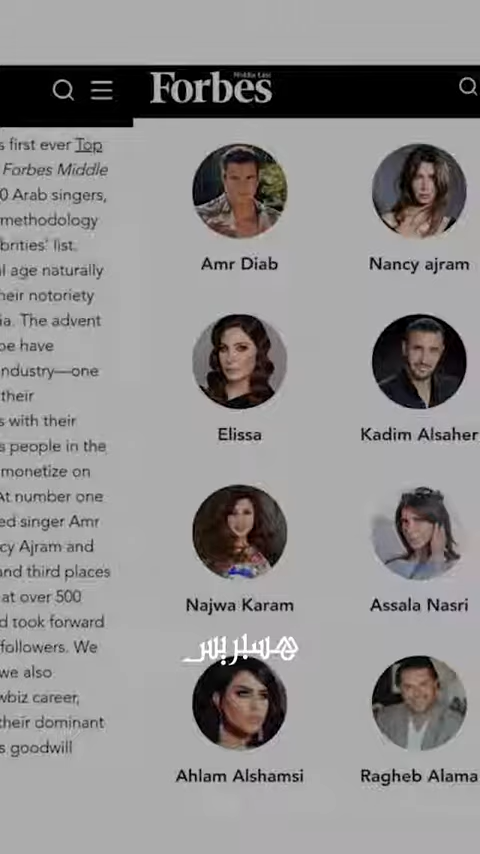 Forbes
Middle East
s first ever Top
Forbes Middle
0 Arab singers,
methodology
brities' list.
l age naturally
heir notoriety
ia. The advent
be have
ndustry—one
their
s with their
s people in the
monetize on
At number one
ed singer Amr
cy Ajram and
and third places
at over 500
d took forward
followers. We
we also
wbiz career,
their dominant
s goodwill
Amr Diab
Nancy ajram
Elissa
Kadim Alsaher
Najwa Karam
Assala Nasri
هسبريس
Ahlam Alshamsi
Ragheb Alama